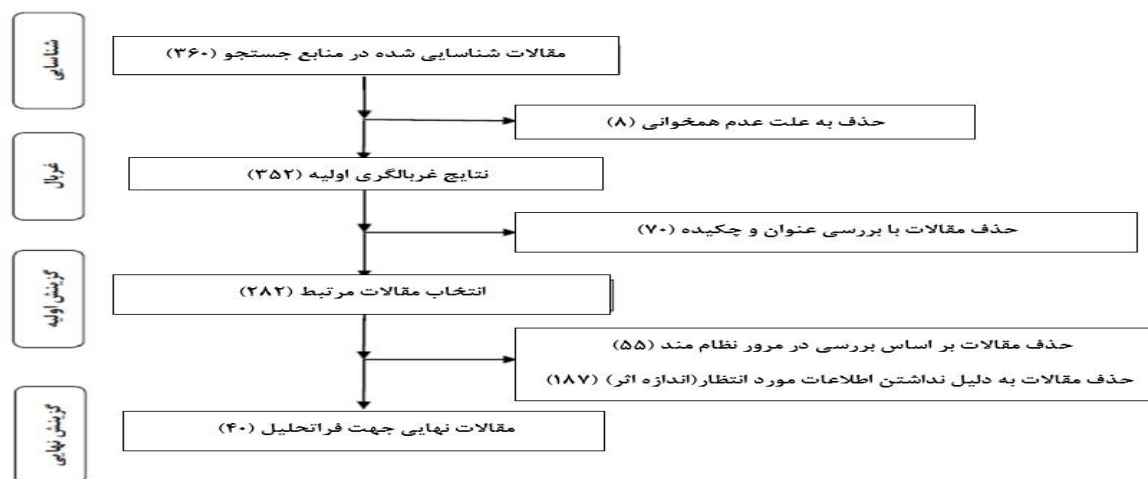 شناسایی
مقالات شناسایی شده در منابع جستجو (۳۶۰)
حذف به علت عدم همخوانی (۸)
غربال
نتایج غربالگری اولیه (۳۵۲)
حذف مقالات با بررسی عنوان و چکیده (۷۰)
گزینش اولیه
انتخاب مقالات مرتبط (۲۸۲)
حذف مقالات بر اساس بررسی در مرور نظام مند (۵۵)
حذف مقالات به دلیل نداشتن اطلاعات مورد انتظار(اندازه اثر) (۱۸۷)
گزینش نهایی
مقالات نهایی جهت فراتحلیل (۴۰)